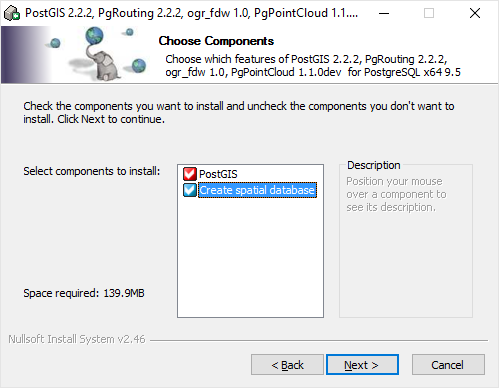 PostGIS 2.2.2, PgRouting 2.2.2, ogr_fdw 1.0, PgPointCloud 1.1....
Choose Components
Choose which features of PostGIS 2.2.2, PgRouting 2.2.2,
ogr_fdw 1.0, PgPointCloud 1.1.0dev for PostgreSQL x64 9.5
Check the components you want to install and uncheck the components you don't want to
install. Click Next to continue.
Select components to install:
PostGIS
Create spatial database
Description
Position your mouse
over a component to
see its description.
Space required: 139.9MB
Nullsoft Install System v2.46
< Back
Next >
Cancel